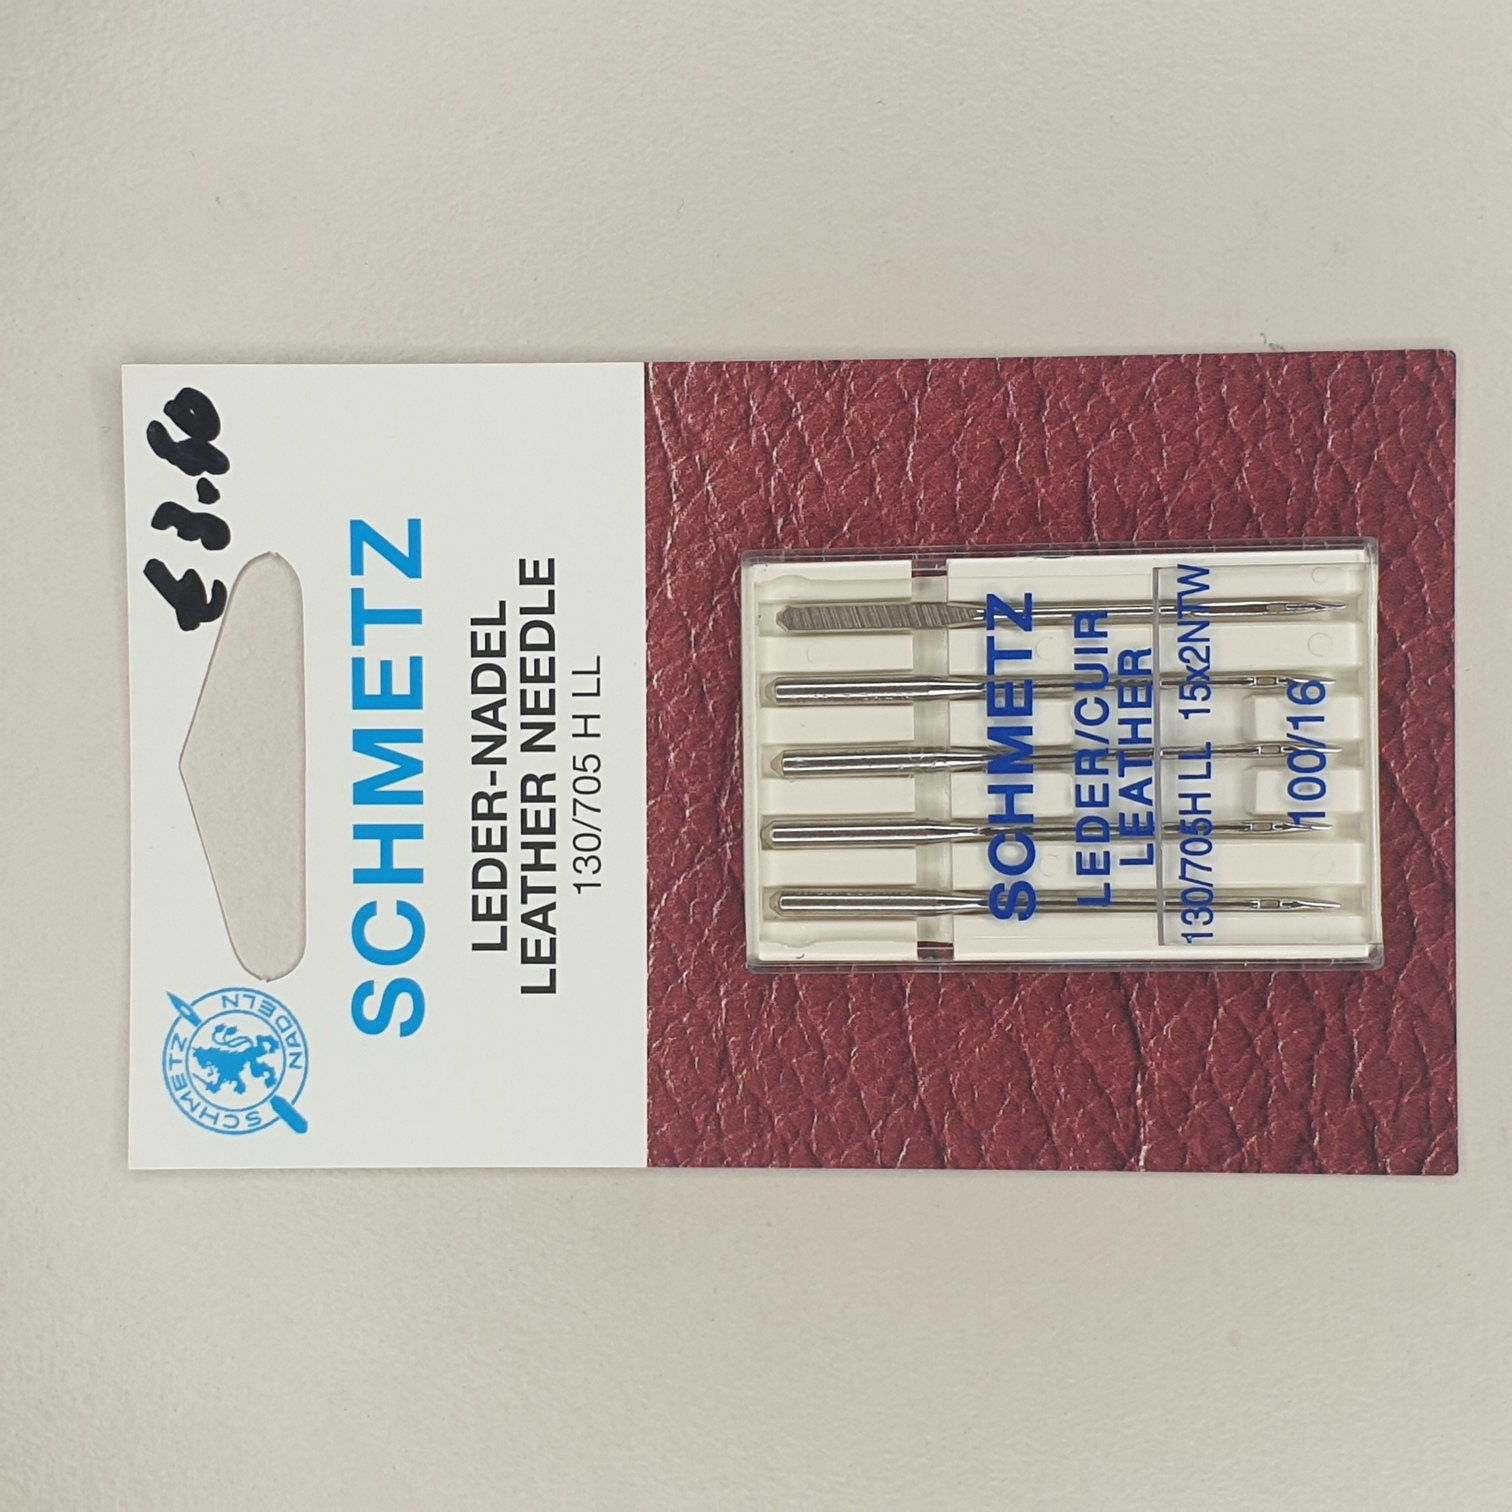 £3.40
SCHMETZ NADELN
SCHMETZ
LEDER-NADEL
LEATHER NEEDLE
130/705 H LL
SCHMETZ
LEDER/CUIR
LEATHER
130/705H LL 15x2NTW
100/16